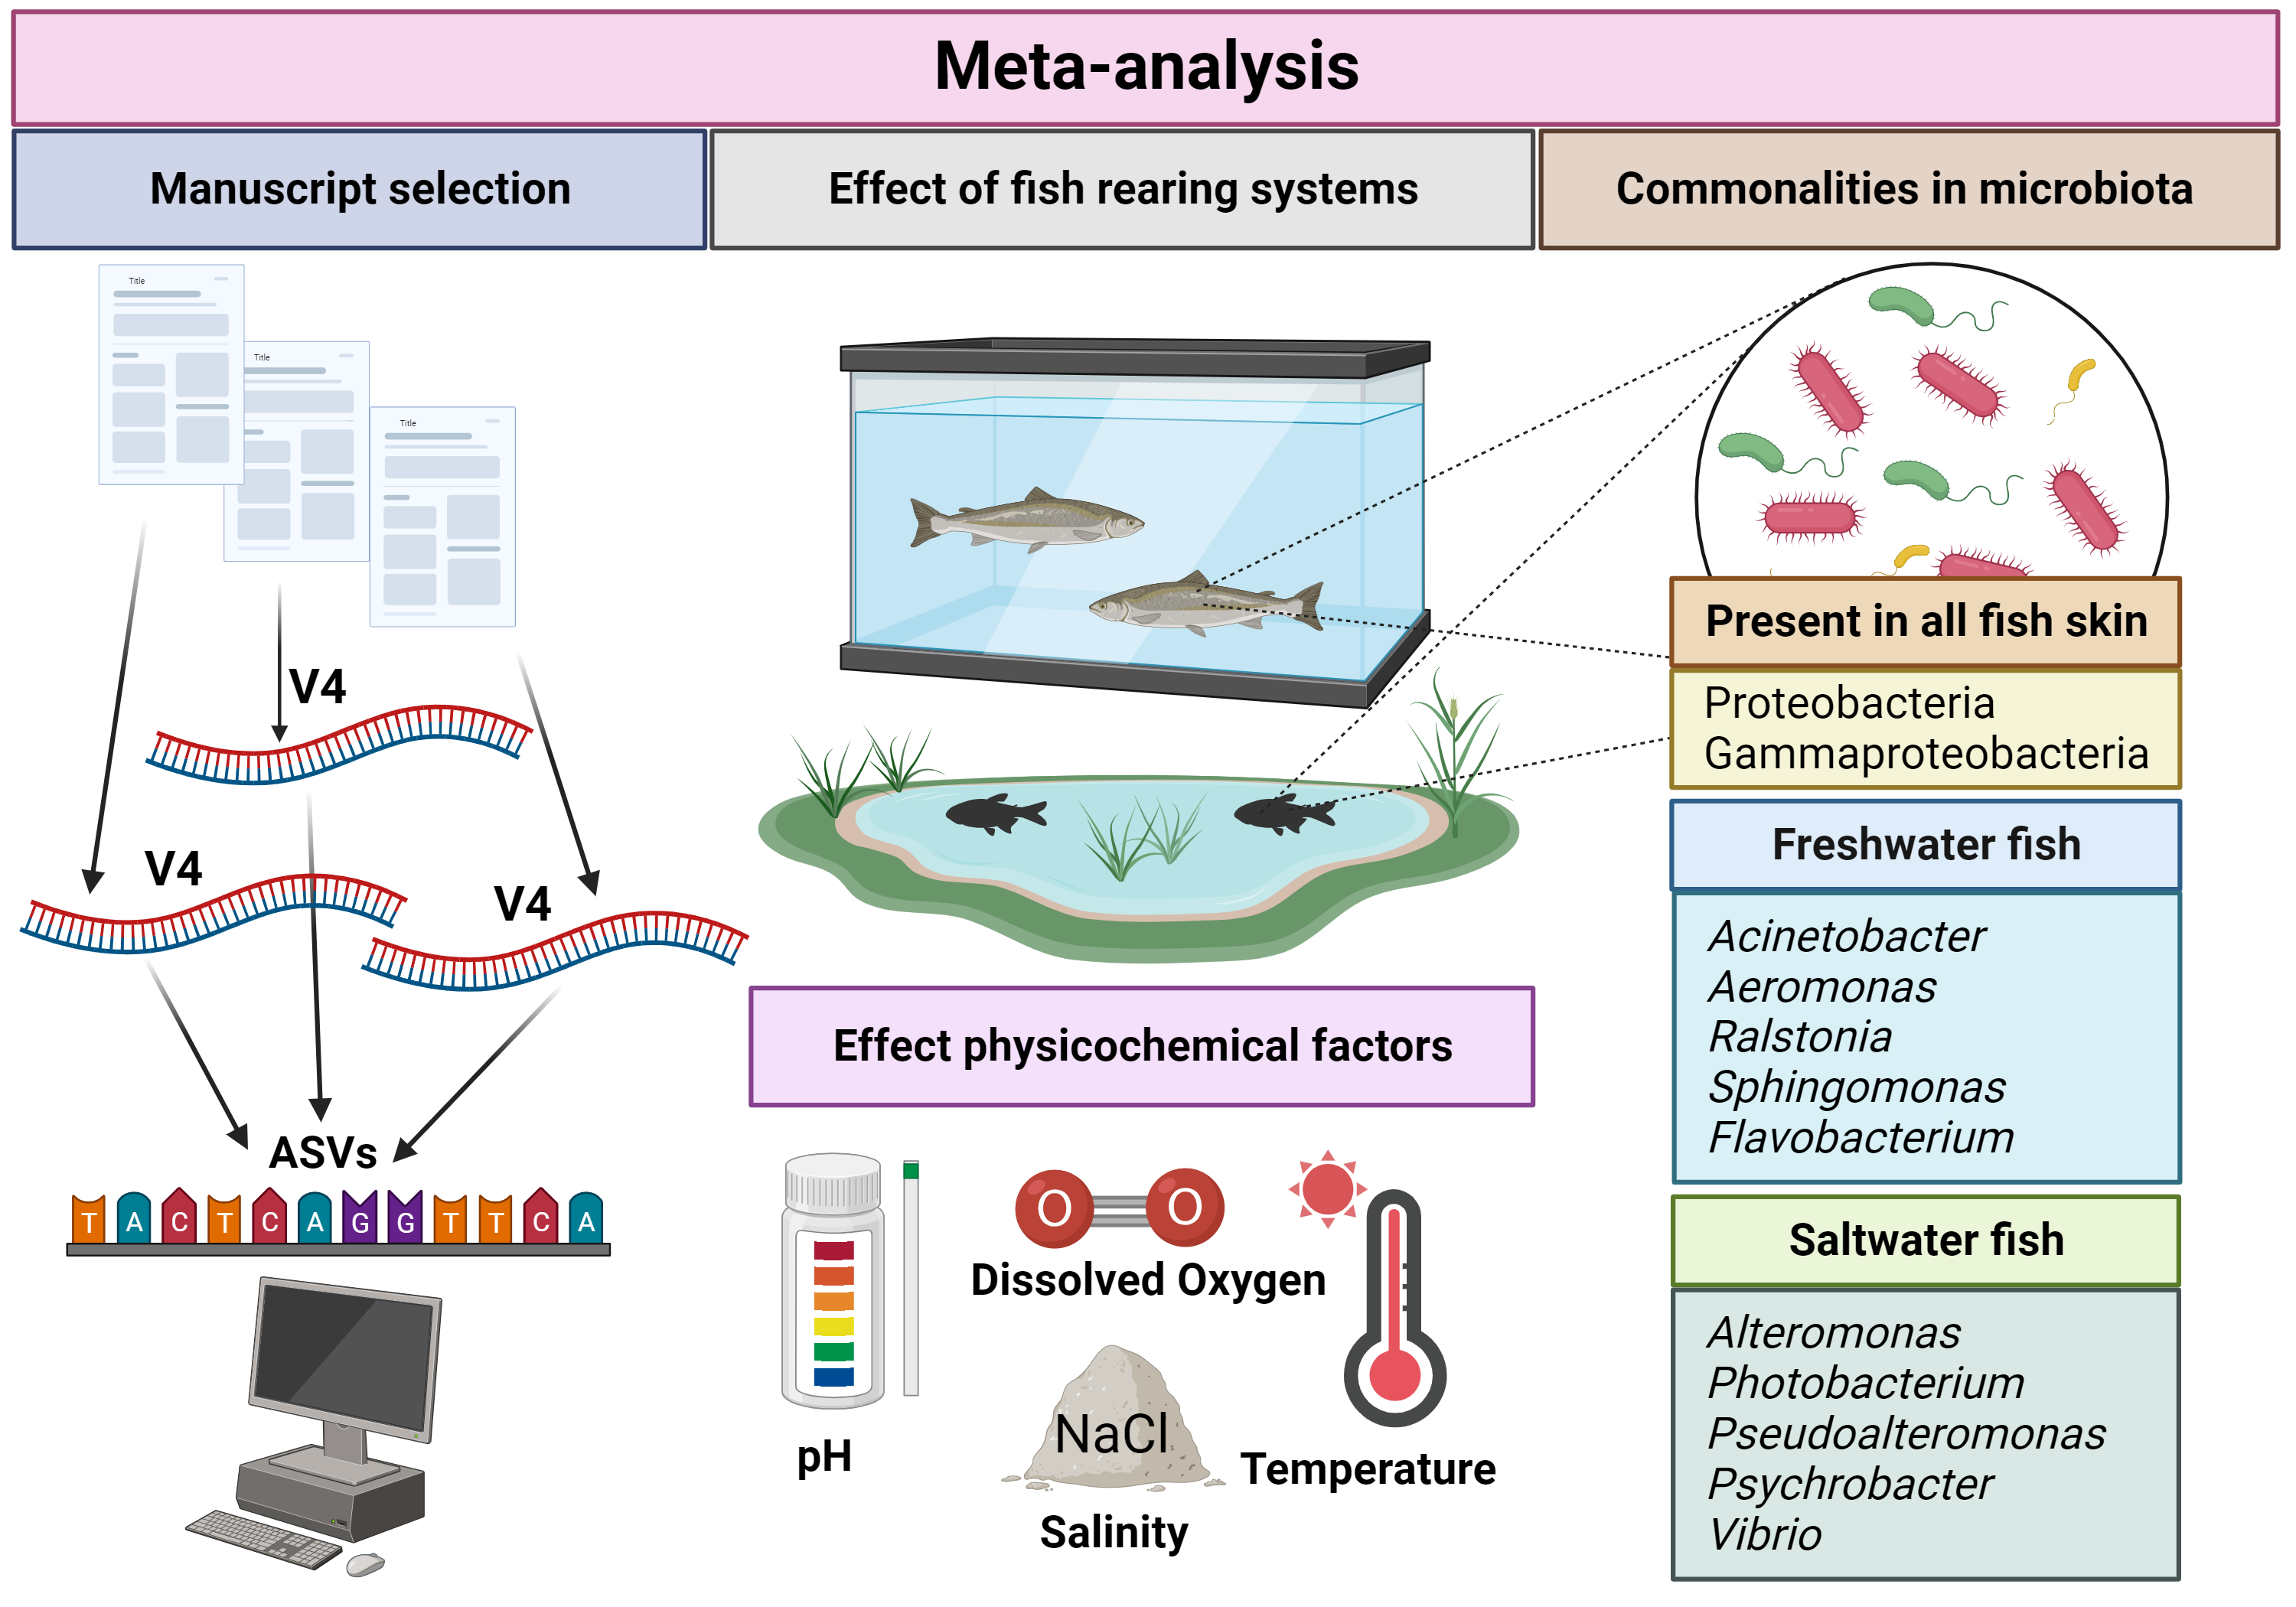 Meta-analysis
Manuscript selection
Effect of fish rearing systems
Commonalities in microbiota
Title
Title
Title
V4
V4
V4
ASVs
T A C T C A G G T T C A
Effect physicochemical factors
O O
Dissolved Oxygen
pH
NaCl
Salinity
Temperature
Present in all fish skin
Proteobacteria
Gammaproteobacteria
Freshwater fish
Acinetobacter
Aeromonas
Ralstonia
Sphingomonas
Flavobacterium
Saltwater fish
Alteromonas
Photobacterium
Pseudoalteromonas
Psychrobacter
Vibrio